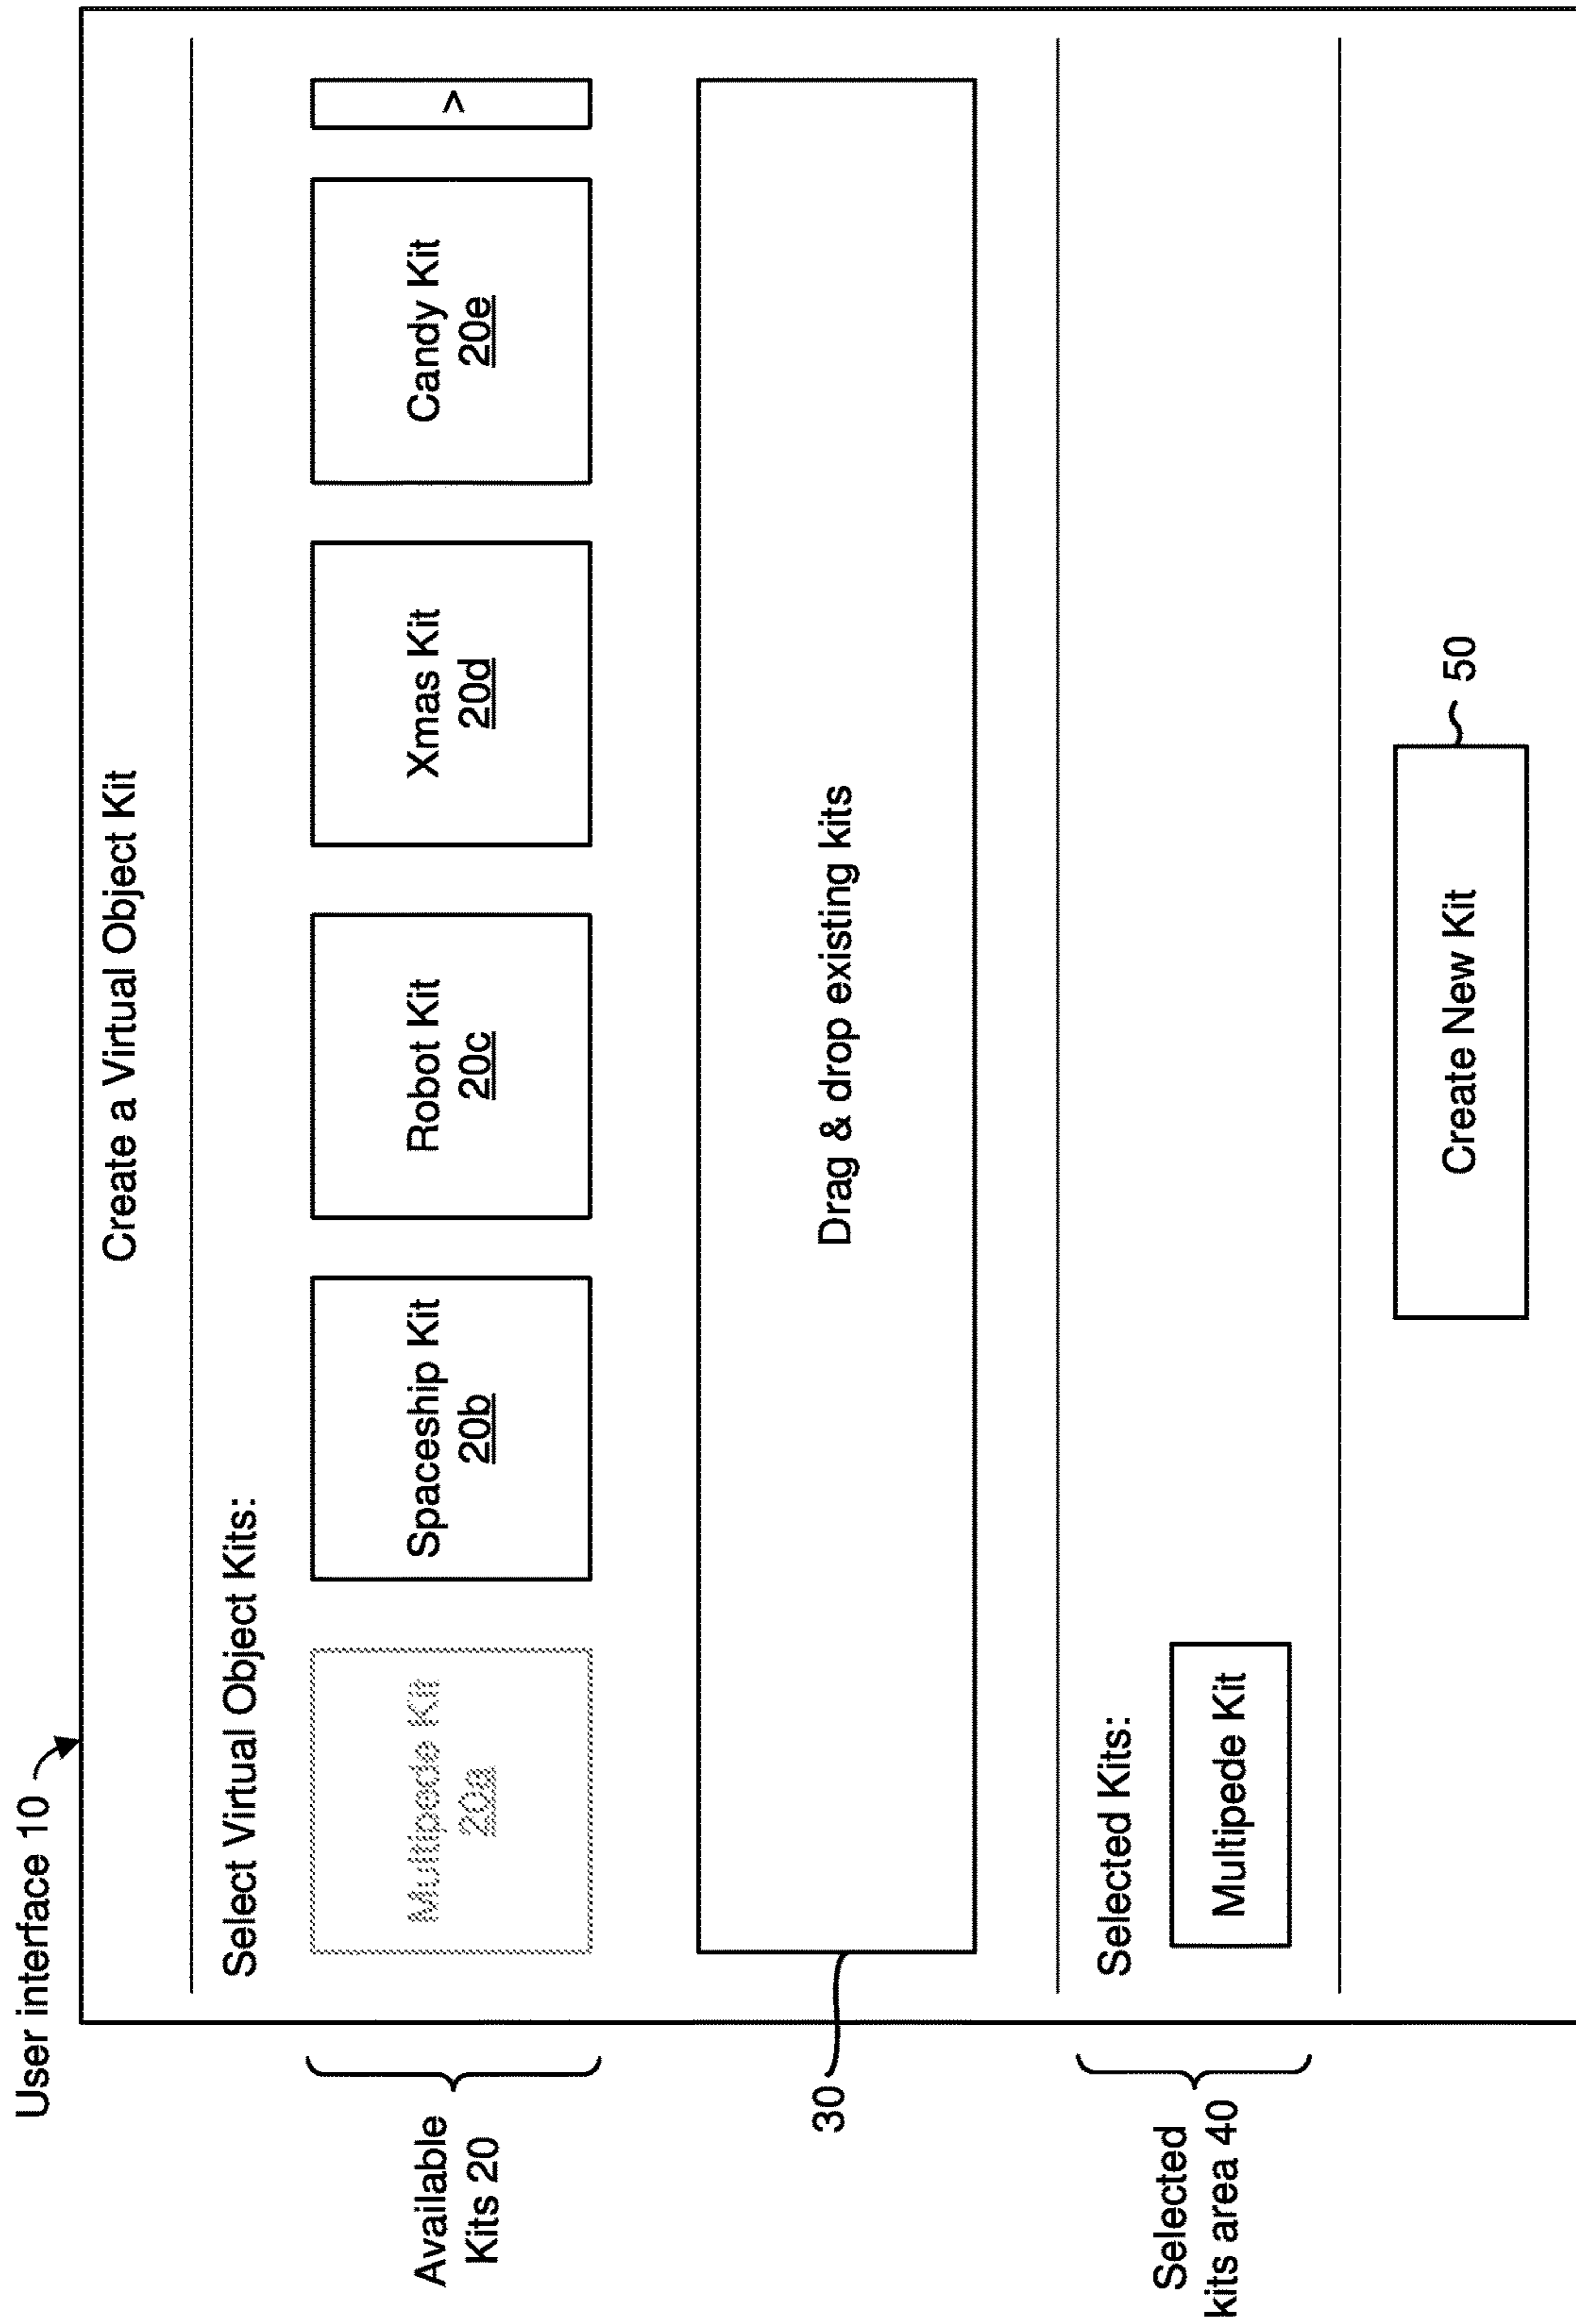 User interface 10
Create a Virtual Object Kit
Select Virtual Object Kits:
Available
Kits 20
Multipede Kit
20a
Spaceship Kit
20b
Robot Kit
20c
Xmas Kit
20d
Candy Kit
20e
>
30
Drag & drop existing kits
Selected
kits area 40
Selected Kits:
Multipede Kit
Create New Kit
50